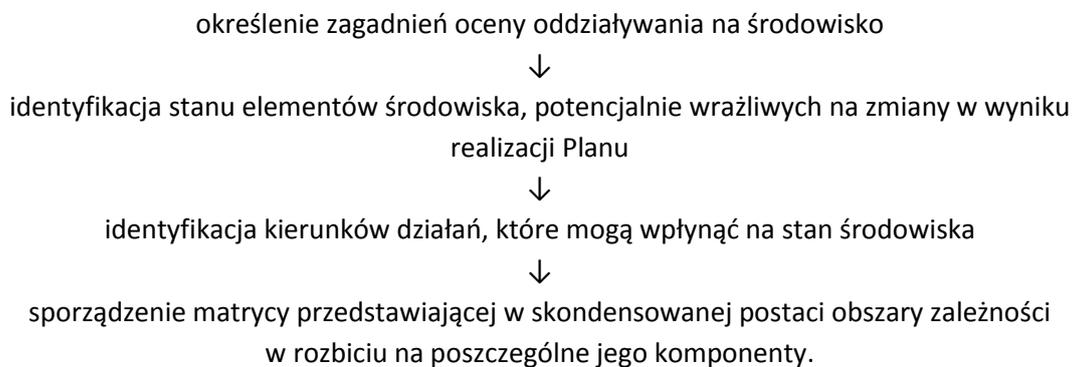 określenie zagadnień oceny oddziaływania na środowisko
↓
identyfikacja stanu elementów środowiska, potencjalnie wrażliwych na zmiany w wyniku
realizacji Planu
↓
identyfikacja kierunków działań, które mogą wpłynąć na stan środowiska
↓
sporządzenie matrycy przedstawiającej w skondensowanej postaci obszary zależności
w rozbiciu na poszczególne jego komponenty.